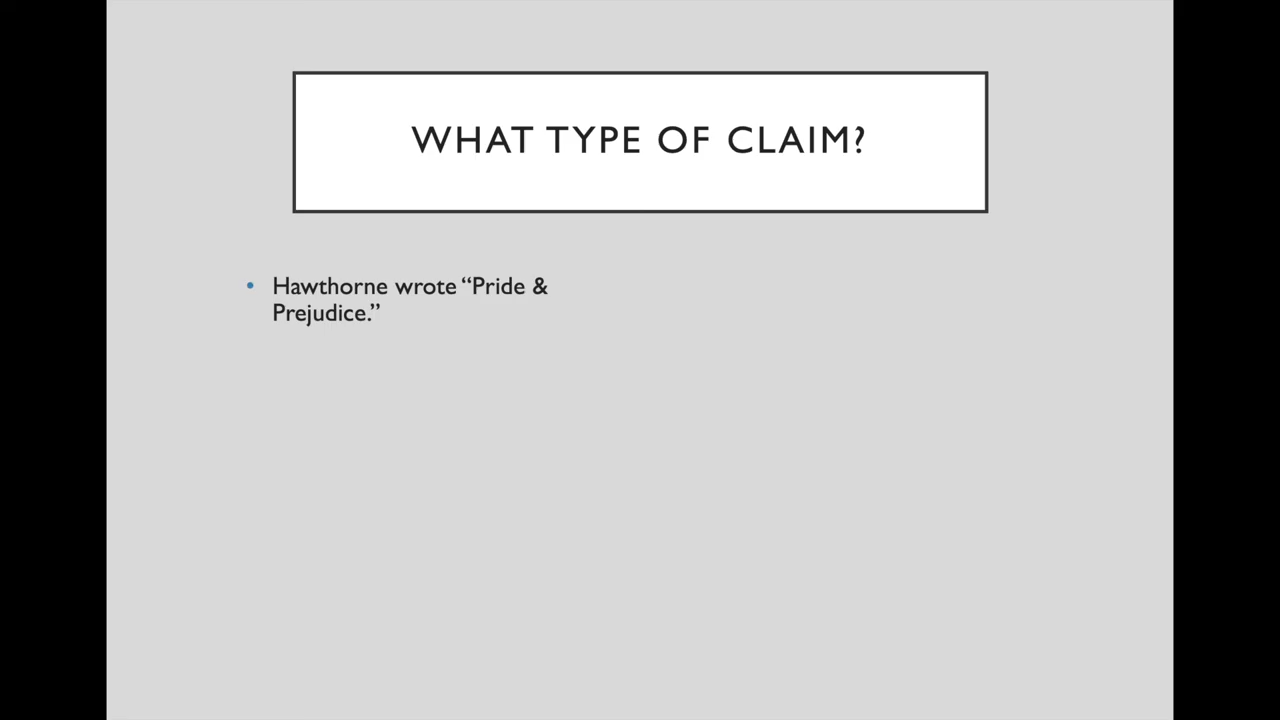 WHAT TYPE OF CLAIM?
• Hawthorne wrote “Pride &
Prejudice.”